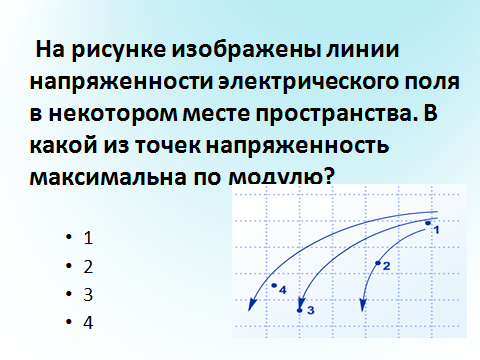 На рисунке изображены линии
напряженности электрического поля
в некотором месте пространства. В
какой из точек напряженность
максимальна по модулю?
• 1
• 2
• 3
• 4
1
2
4
3